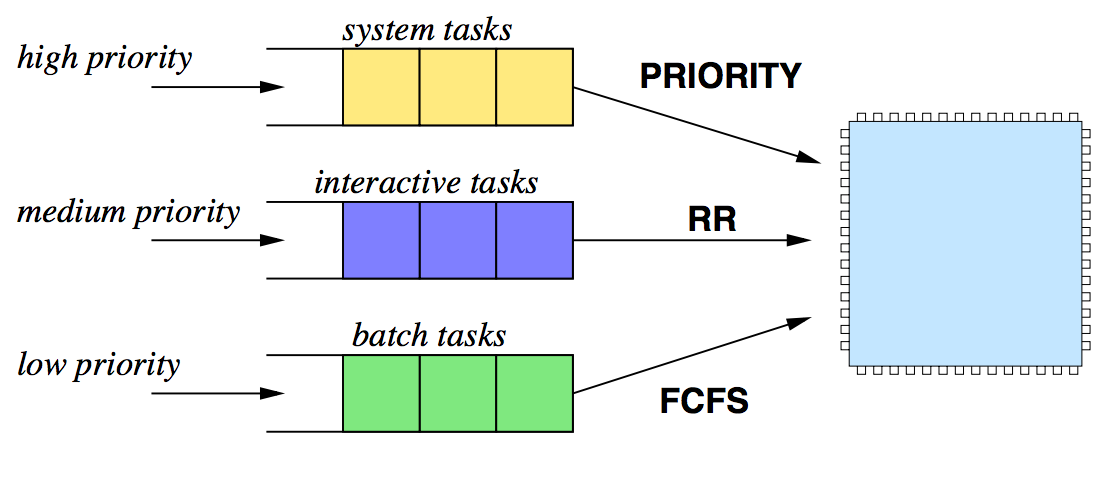 system tasks
high priority
PRIORITY
interactive tasks
medium priority
RR
batch tasks
low priority
FCFS